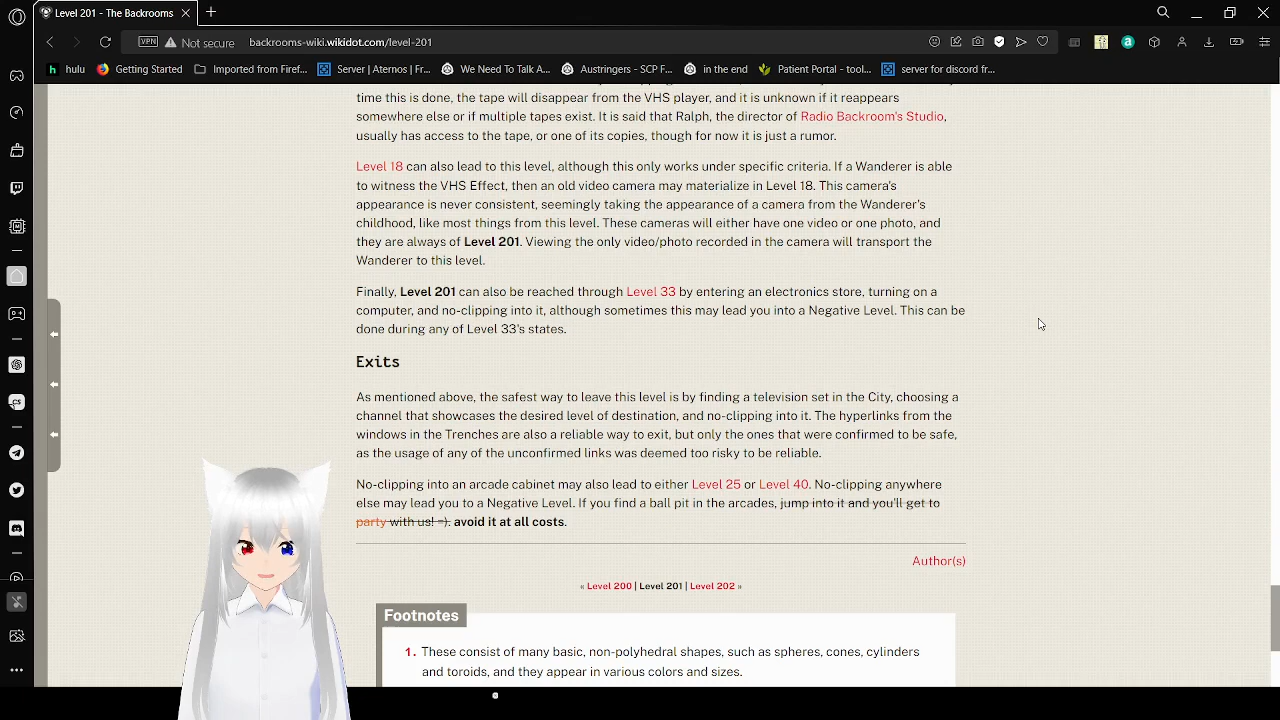 Level 201 - The Backrooms
VPN Not secure backrooms-wiki.wikidot.com/level-201
hulu Getting Started Imported from Firef... Server | Aternos | Fr... We Need To Talk A... Austringers - SCP F... in the end Patient Portal - tool... server for discord fr...
time this is done, the tape will disappear from the VHS player, and it is unknown if it reappears
somewhere else or if multiple tapes exist. It is said that Ralph, the director of Radio Backroom's Studio,
usually has access to the tape, or one of its copies, though for now it is just a rumor.
Level 18 can also lead to this level, although this only works under specific criteria. If a Wanderer is able
to witness the VHS Effect, then an old video camera may materialize in Level 18. This camera's
appearance is never consistent, seemingly taking the appearance of a camera from the Wanderer's
childhood, like most things from this level. These cameras will either have one video or one photo, and
they are always of Level 201. Viewing the only video/photo recorded in the camera will transport the
Wanderer to this level.
Finally, Level 201 can also be reached through Level 33 by entering an electronics store, turning on a
computer, and no-clipping into it, although sometimes this may lead you into a Negative Level. This can be
done during any of Level 33's states.
Exits
As mentioned above, the safest way to leave this level is by finding a television set in the City, choosing a
channel that showcases the desired level of destination, and no-clipping into it. The hyperlinks from the
windows in the Trenches are also a reliable way to exit, but only the ones that were confirmed to be safe,
as the usage of any of the unconfirmed links was deemed too risky to be reliable.
No-clipping into an arcade cabinet may also lead to either Level 25 or Level 40. No-clipping anywhere
else may lead you to a Negative Level. If you find a ball pit in the arcades, jump into it and you'll get to
party with us! =). avoid it at all costs.
Author(s)
« Level 200 | Level 201 | Level 202 »
Footnotes
1. These consist of many basic, non-polyhedral shapes, such as spheres, cones, cylinders
and toroids, and they appear in various colors and sizes.